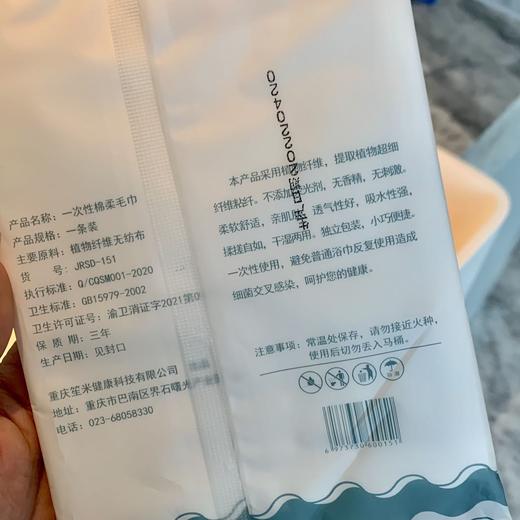 产品名称：一次性棉柔毛巾
产品规格：一条装
主要原料：植物纤维无纺布
货　　号：JRSD-151
执行标准：Q/CQSM001-2020
卫生标准：GB15979-2002
卫生许可证号：渝卫消证字2021第0
保 质 期：三年
生产日期：见封口
重庆笙米健康科技有限公司
地址：重庆市巴南区界石镇曙光
电话：023-68058330
20220420
本产品采用植物纤维，提取植物超细
纤维粘纤。不添加荧光剂，无香精，无刺激。
柔软舒适，亲肌肤，透气性好，吸水性强，
揉搓自如，干湿两用。独立包装，小巧便捷。
一次性使用，避免普通浴巾反复使用造成
细菌交叉感染，呵护您的健康。
注意事项：常温处保存，请勿接近火种，
使用后切勿丢入马桶。
6973730600151